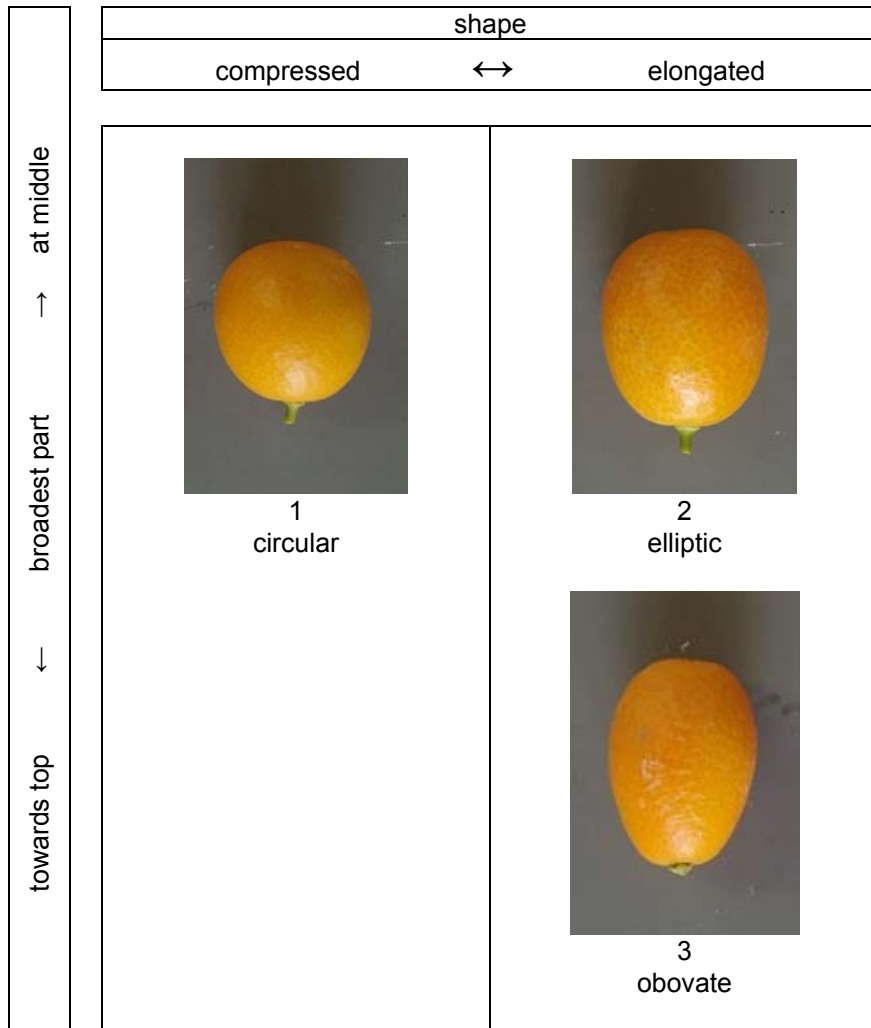 shape
compressed ↔ elongated
at middle
→
broadest part
←
towards top
1
circular
2
elliptic
3
obovate